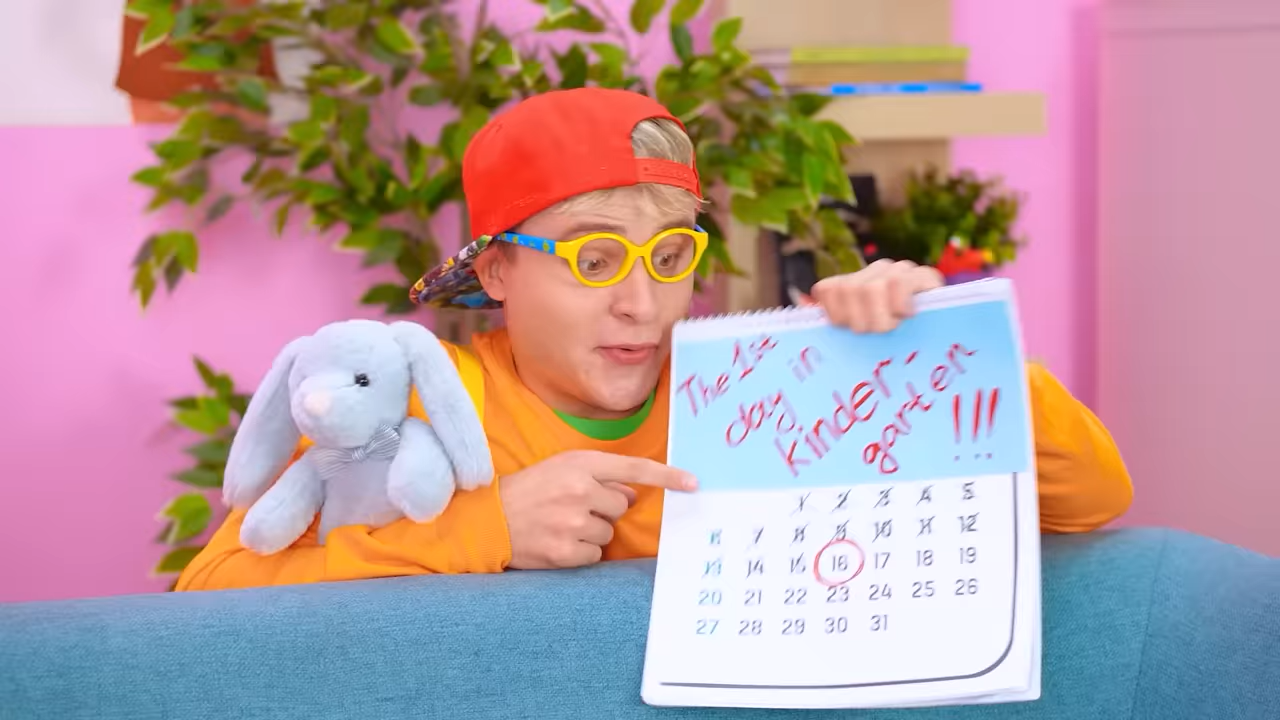 The 1st
day in
kinder-
garten
!!!
1 2 3 4 5
6 7 8 9 10 11 12
13 14 15 16 17 18 19
20 21 22 23 24 25 26
27 28 29 30 31